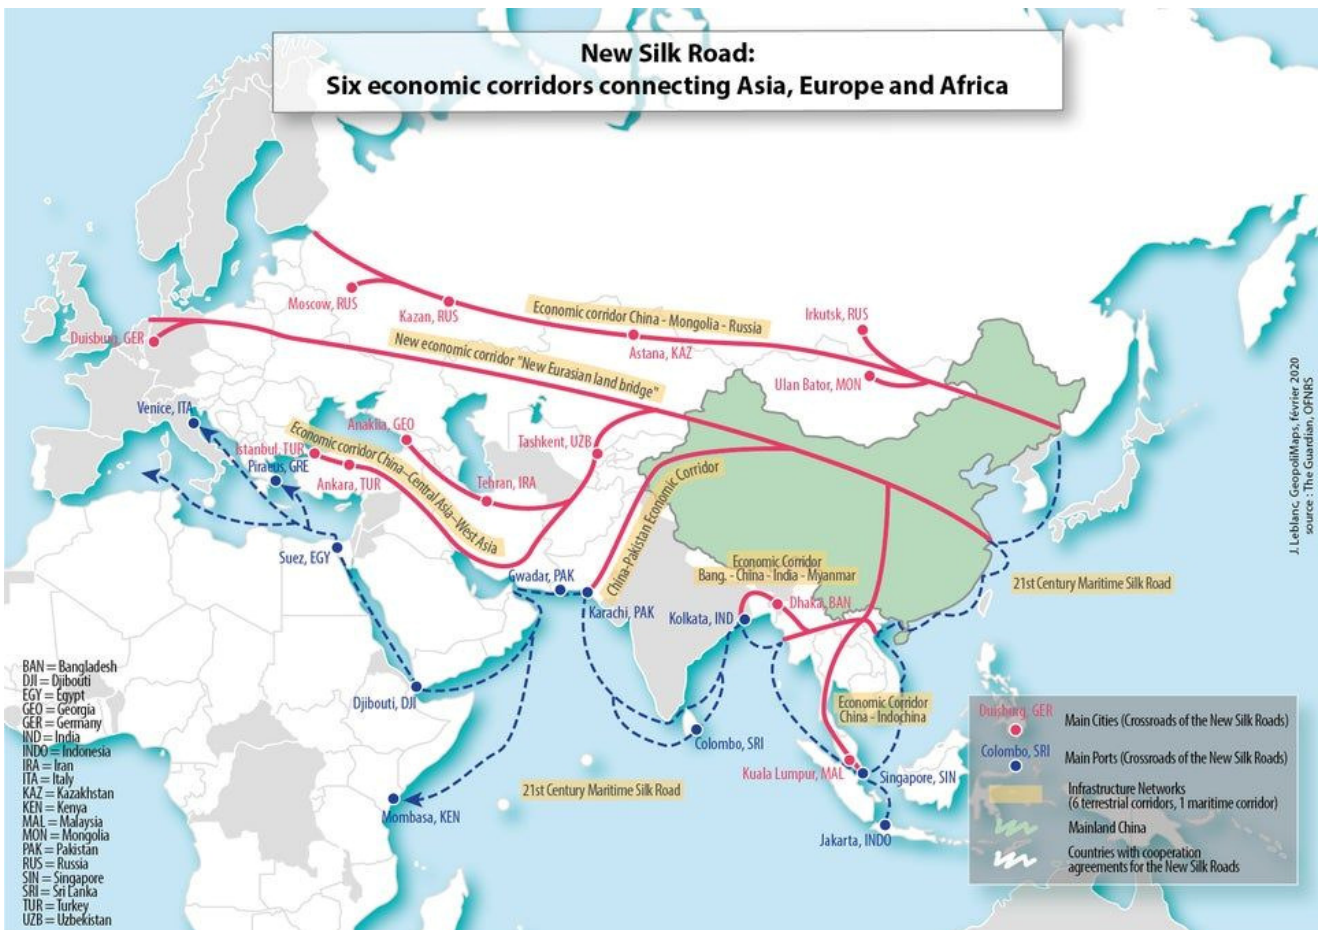 New Silk Road:
Six economic corridors connecting Asia, Europe and Africa
Moscow, RUS
Kazan, RUS
Economic corridor China - Mongolia - Russia
Irkutsk, RUS
Duisburg, GER
New economic corridor "New Eurasian land bridge"
Astana, KAZ
Ulan Bator, MON
Venice, ITA
Anaklia, GEO
Istanbul, TUR
Economic corridor China-Central Asia-West Asia
Tashkent, UZB
Piraeus, GRE
Ankara, TUR
Tehran, IRA
China-Pakistan Economic Corridor
Suez, EGY
Gwadar, PAK
Karachi, PAK
Economic Corridor
Bang. - China - India - Myanmar
Kolkata, IND
Dhaka, BAN
21st Century Maritime Silk Road
J. Leblanc, GeopoliMaps, février 2020
source : The Guardian, OFNRS
Djibouti, DJI
Colombo, SRI
Economic Corridor
China - Indochina
Kuala Lumpur, MAL
Singapore, SIN
21st Century Maritime Silk Road
Mombasa, KEN
Jakarta, INDO
BAN = Bangladesh
DJI = Djibouti
EGY = Egypt
GEO = Georgia
GER = Germany
IND = India
INDO = Indonesia
IRA = Iran
ITA = Italy
KAZ = Kazakhstan
KEN = Kenya
MAL = Malaysia
MON = Mongolia
PAK = Pakistan
RUS = Russia
SIN = Singapore
SRI = Sri Lanka
TUR = Turkey
UZB = Uzbekistan
Duisburg, GER
Main Cities (Crossroads of the New Silk Roads)
Colombo, SRI
Main Ports (Crossroads of the New Silk Roads)
Infrastructure Networks
(6 terrestrial corridors, 1 maritime corridor)
Mainland China
Countries with cooperation
agreements for the New Silk Roads